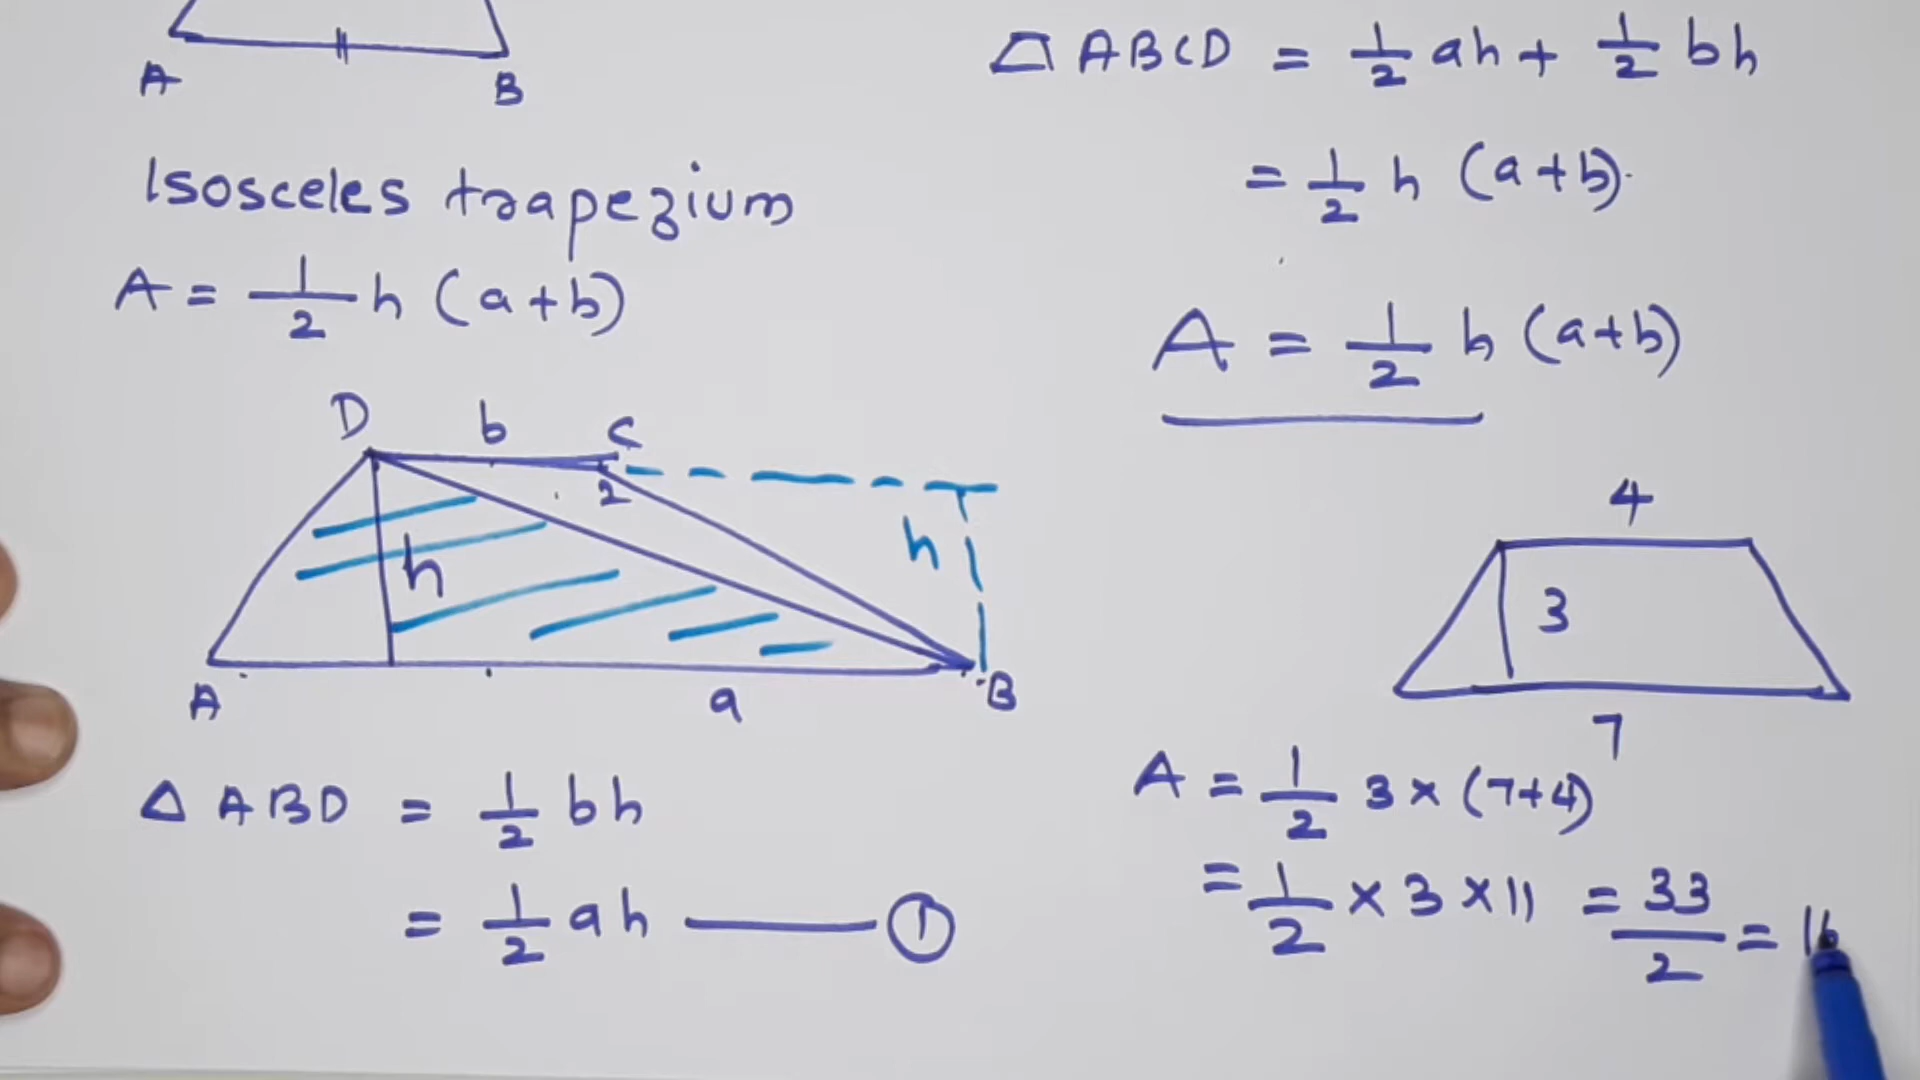 A B
Isosceles trapezium
A = 1/2 h (a+b)
D b C
2
h h
A a B
△ ABD = 1/2 bh
= 1/2 ah —— ①
⏢ ABCD = 1/2 ah + 1/2 bh
= 1/2 h (a+b).
A = 1/2 h (a+b)
4
3
7
A = 1/2 3 × (7+4)
= 1/2 × 3 × 11 = 33/2 = 16